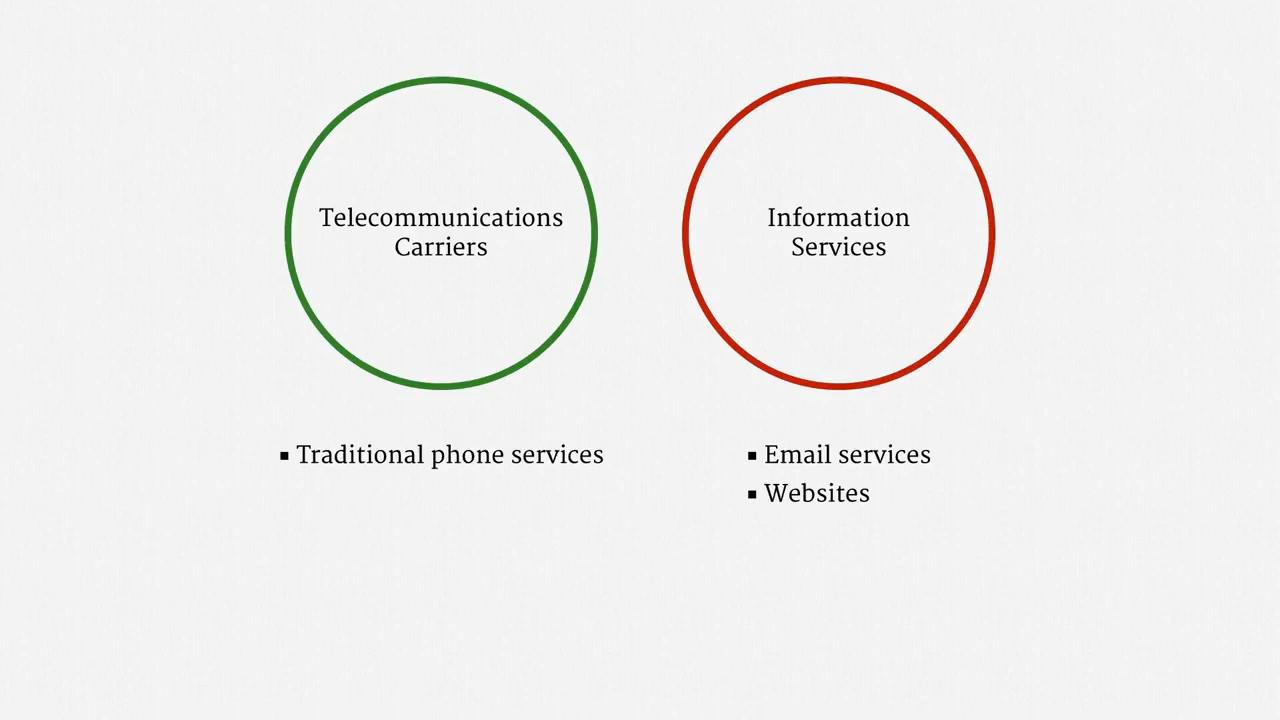 Telecommunications
Carriers
Information
Services
▪ Traditional phone services
▪ Email services
▪ Websites